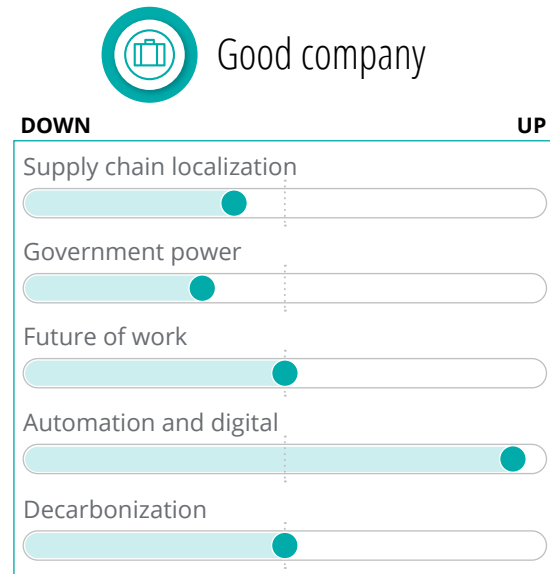 Good company
DOWN UP
Supply chain localization
Government power
Future of work
Automation and digital
Decarbonization